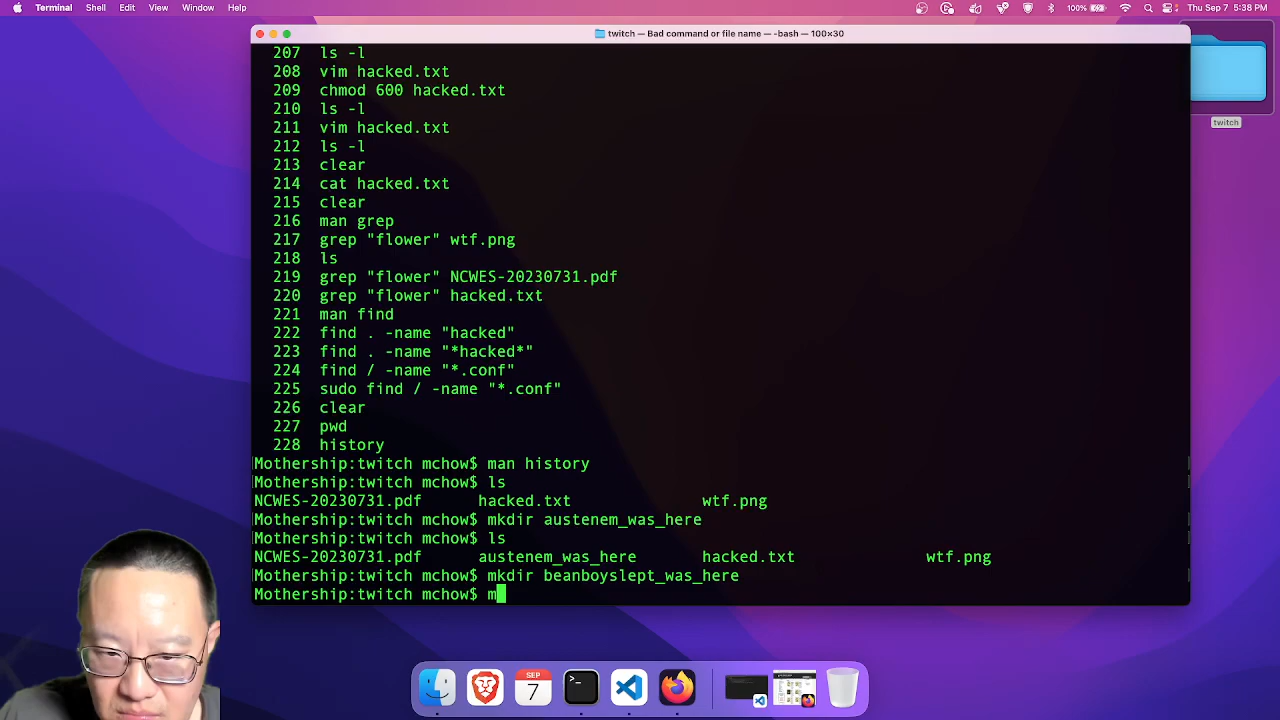 Terminal Shell Edit View Window Help 100% Thu Sep 7 5:38 PM
twitch — Bad command or file name — -bash — 100×30
207 ls -l
208 vim hacked.txt
209 chmod 600 hacked.txt
210 ls -l
211 vim hacked.txt
212 ls -l
213 clear
214 cat hacked.txt
215 clear
216 man grep
217 grep "flower" wtf.png
218 ls
219 grep "flower" NCWES-20230731.pdf
220 grep "flower" hacked.txt
221 man find
222 find . -name "hacked"
223 find . -name "*hacked*"
224 find / -name "*.conf"
225 sudo find / -name "*.conf"
226 clear
227 pwd
228 history
Mothership:twitch mchow$ man history
Mothership:twitch mchow$ ls
NCWES-20230731.pdf hacked.txt wtf.png
Mothership:twitch mchow$ mkdir austenem_was_here
Mothership:twitch mchow$ ls
NCWES-20230731.pdf austenem_was_here hacked.txt wtf.png
Mothership:twitch mchow$ mkdir beanboyslept_was_here
Mothership:twitch mchow$ m
twitch
SEP
7